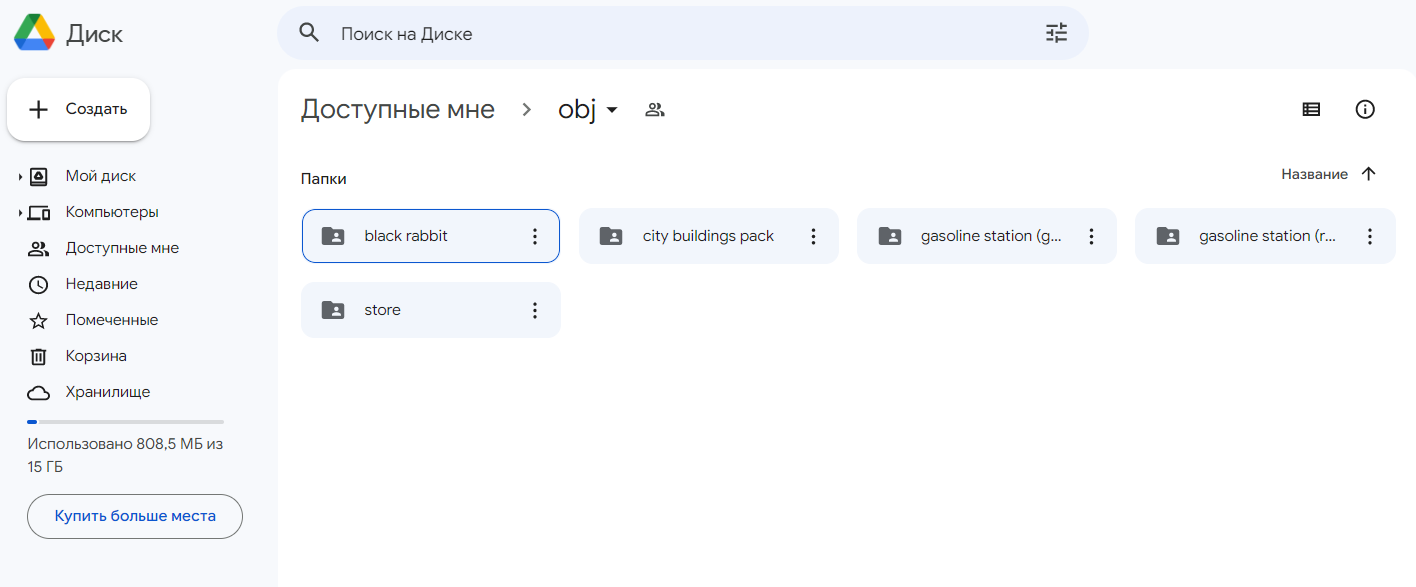 Диск
Поиск на Диске
Создать
Мой диск
Компьютеры
Доступные мне
Недавние
Помеченные
Корзина
Хранилище
Использовано 808,5 МБ из
15 ГБ
Купить больше места
Доступные мне > obj
Папки
Название
black rabbit
city buildings pack
gasoline station (g...
gasoline station (r...
store